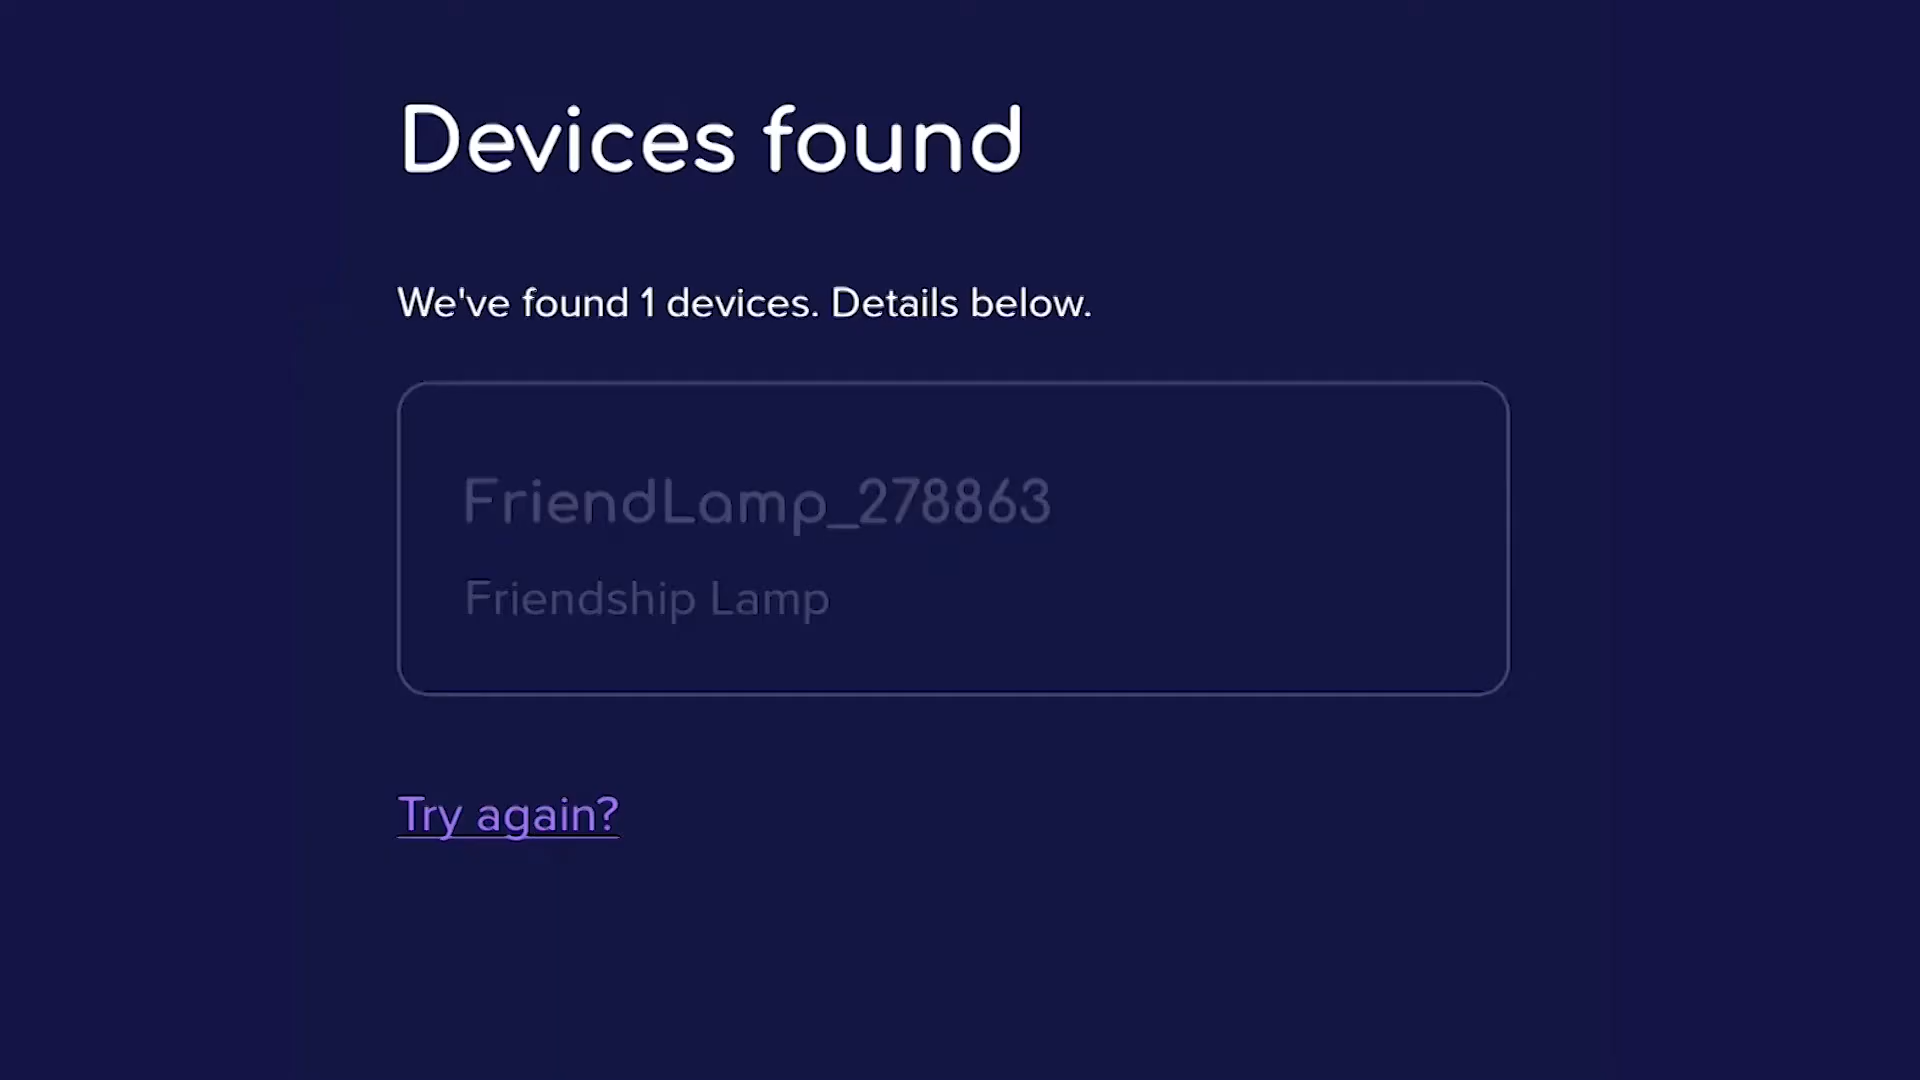 Devices found
We've found 1 devices. Details below.
FriendLamp_278863
Friendship Lamp
Try again?